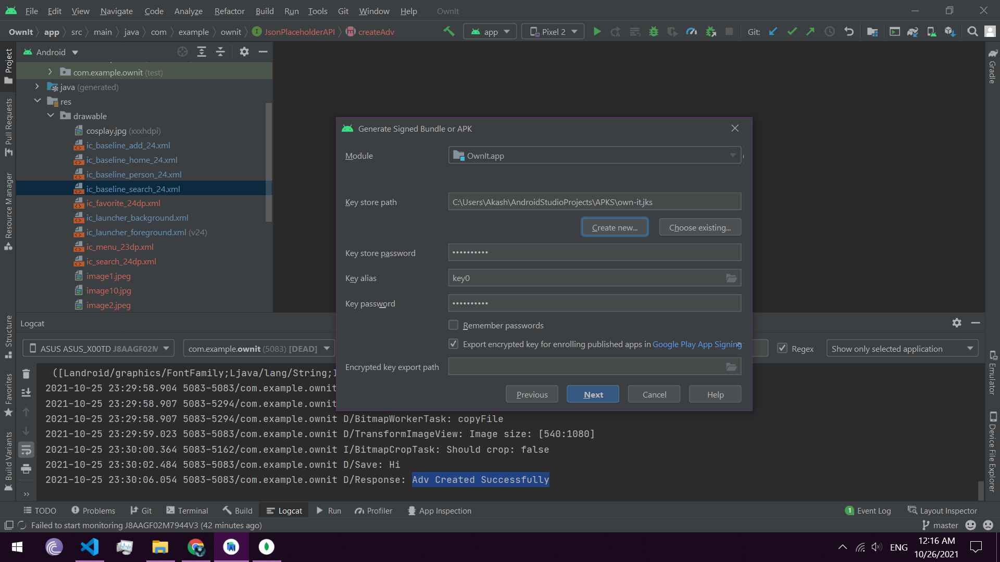 File Edit View Navigate Code Analyze Refactor Build Run Tools Git Window Help OwnIt
OwnIt app src main java com example ownit JsonPlaceholderAPI createAdv app Pixel 2 Git:
Android
com.example.ownit (test)
java (generated)
res
drawable
cosplay.jpg (xxxhdpi)
ic_baseline_add_24.xml
ic_baseline_home_24.xml
ic_baseline_person_24.xml
ic_baseline_search_24.xml
ic_favorite_24dp.xml
ic_launcher_background.xml
ic_launcher_foreground.xml (v24)
ic_menu_23dp.xml
ic_search_24dp.xml
image1.jpeg
image10.jpg
image2.jpeg
Project
Pull Requests
Resource Manager
Structure
Favorites
Build Variants
Gradle
Emulator
Device File Explorer
Generate Signed Bundle or APK
Module OwnIt.app
Key store path C:\Users\Akash\AndroidStudioProjects\APKS\own-it.jks
Create new... Choose existing...
Key store password ••••••••••
Key alias key0
Key password ••••••••••
Remember passwords
Export encrypted key for enrolling published apps in Google Play App Signing
Encrypted key export path
Previous Next Cancel Help
Logcat
ASUS ASUS_X00TD J8AAGF02M com.example.ownit (5083) [DEAD] Regex Show only selected application
([Landroid/graphics/FontFamily;Ljava/lang/String;I
2021-10-25 23:29:58.904 5083-5083/com.example.ownit
2021-10-25 23:29:58.907 5083-5294/com.example.ownit
2021-10-25 23:29:58.907 5083-5294/com.example.ownit D/BitmapWorkerTask: copyFile
2021-10-25 23:29:59.023 5083-5083/com.example.ownit D/TransformImageView: Image size: [540:1080]
2021-10-25 23:30:00.364 5083-5162/com.example.ownit I/BitmapCropTask: Should crop: false
2021-10-25 23:30:02.484 5083-5083/com.example.ownit D/Save: Hi
2021-10-25 23:30:06.054 5083-5083/com.example.ownit D/Response: Adv Created Successfully
TODO Problems Git Terminal Build Logcat Run Profiler App Inspection 1 Event Log Layout Inspector
Failed to start monitoring J8AAGF02M7944V3 (42 minutes ago) master
ENG 12:16 AM
10/26/2021